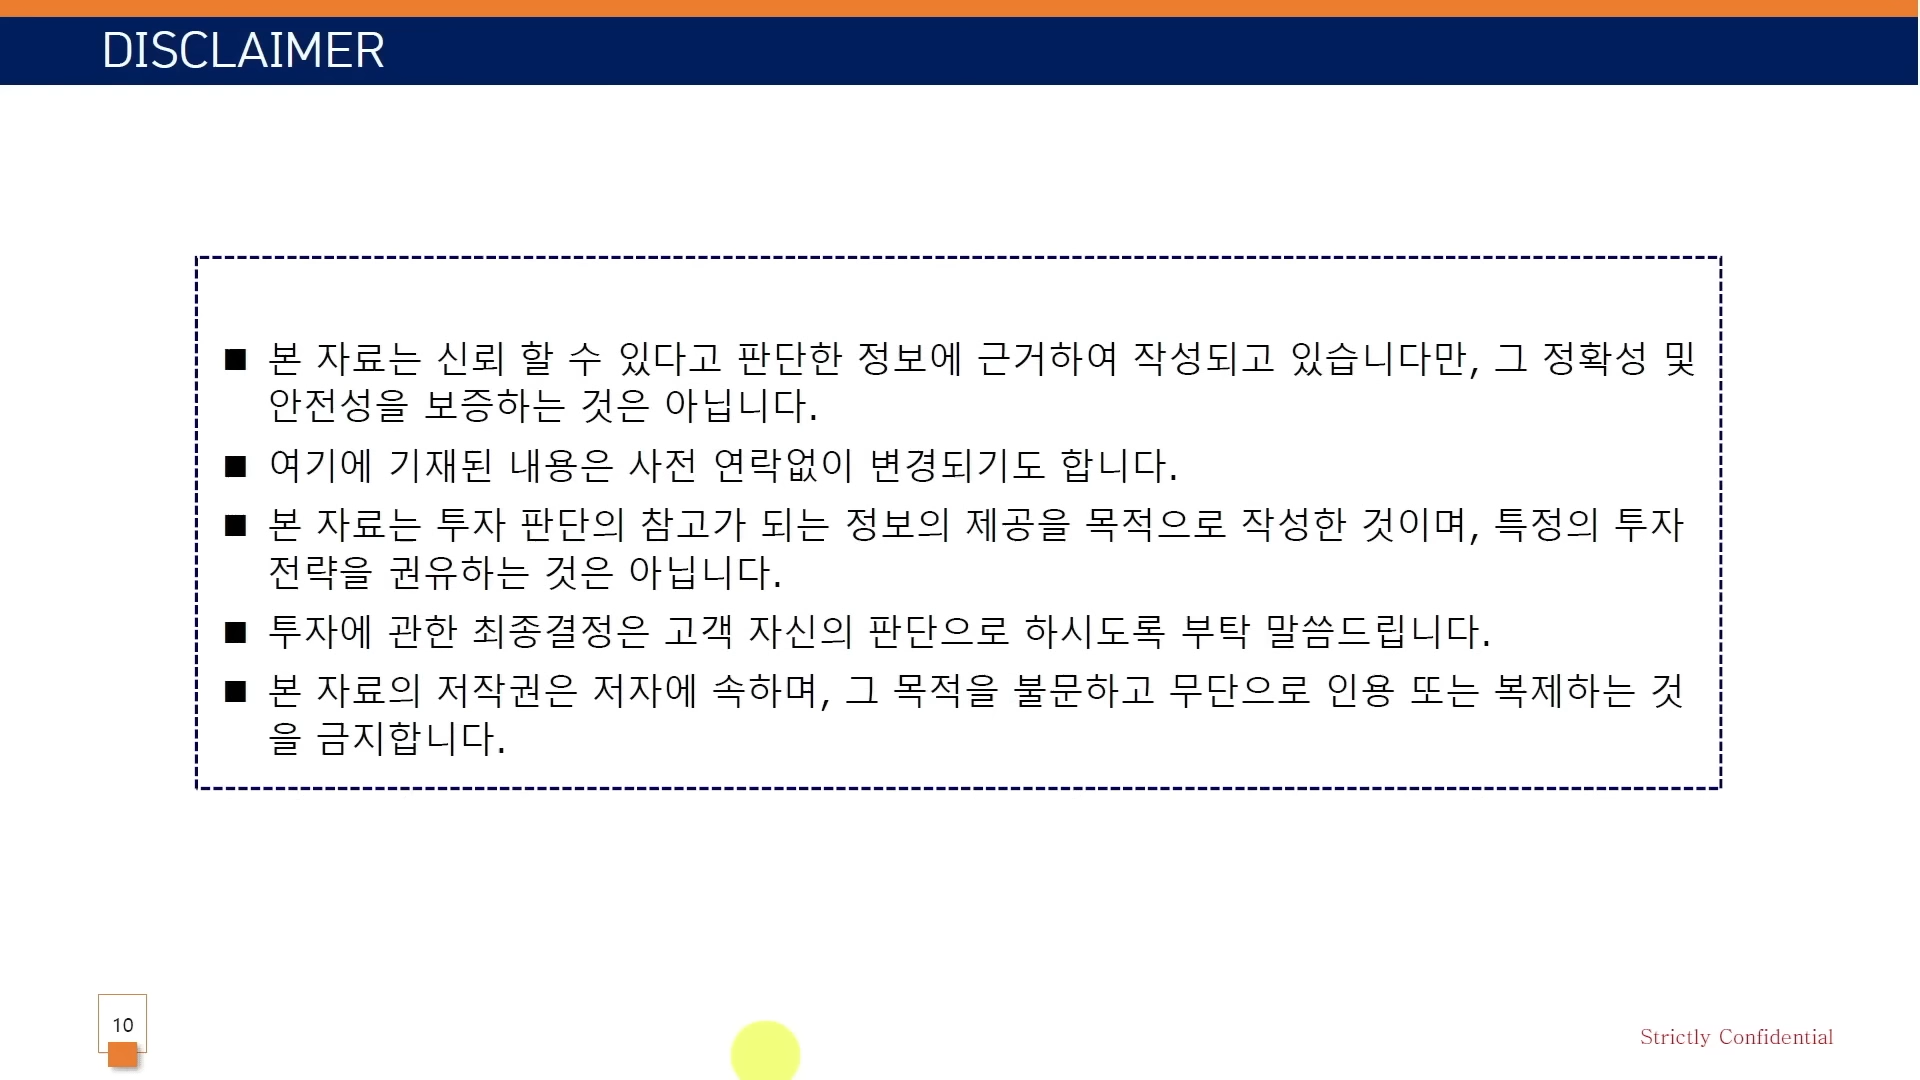 DISCLAIMER
■ 본 자료는 신뢰 할 수 있다고 판단한 정보에 근거하여 작성되고 있습니다만, 그 정확성 및
안전성을 보증하는 것은 아닙니다.
■ 여기에 기재된 내용은 사전 연락없이 변경되기도 합니다.
■ 본 자료는 투자 판단의 참고가 되는 정보의 제공을 목적으로 작성한 것이며, 특정의 투자
전략을 권유하는 것은 아닙니다.
■ 투자에 관한 최종결정은 고객 자신의 판단으로 하시도록 부탁 말씀드립니다.
■ 본 자료의 저작권은 저자에 속하며, 그 목적을 불문하고 무단으로 인용 또는 복제하는 것
을 금지합니다.
10
Strictly Confidential